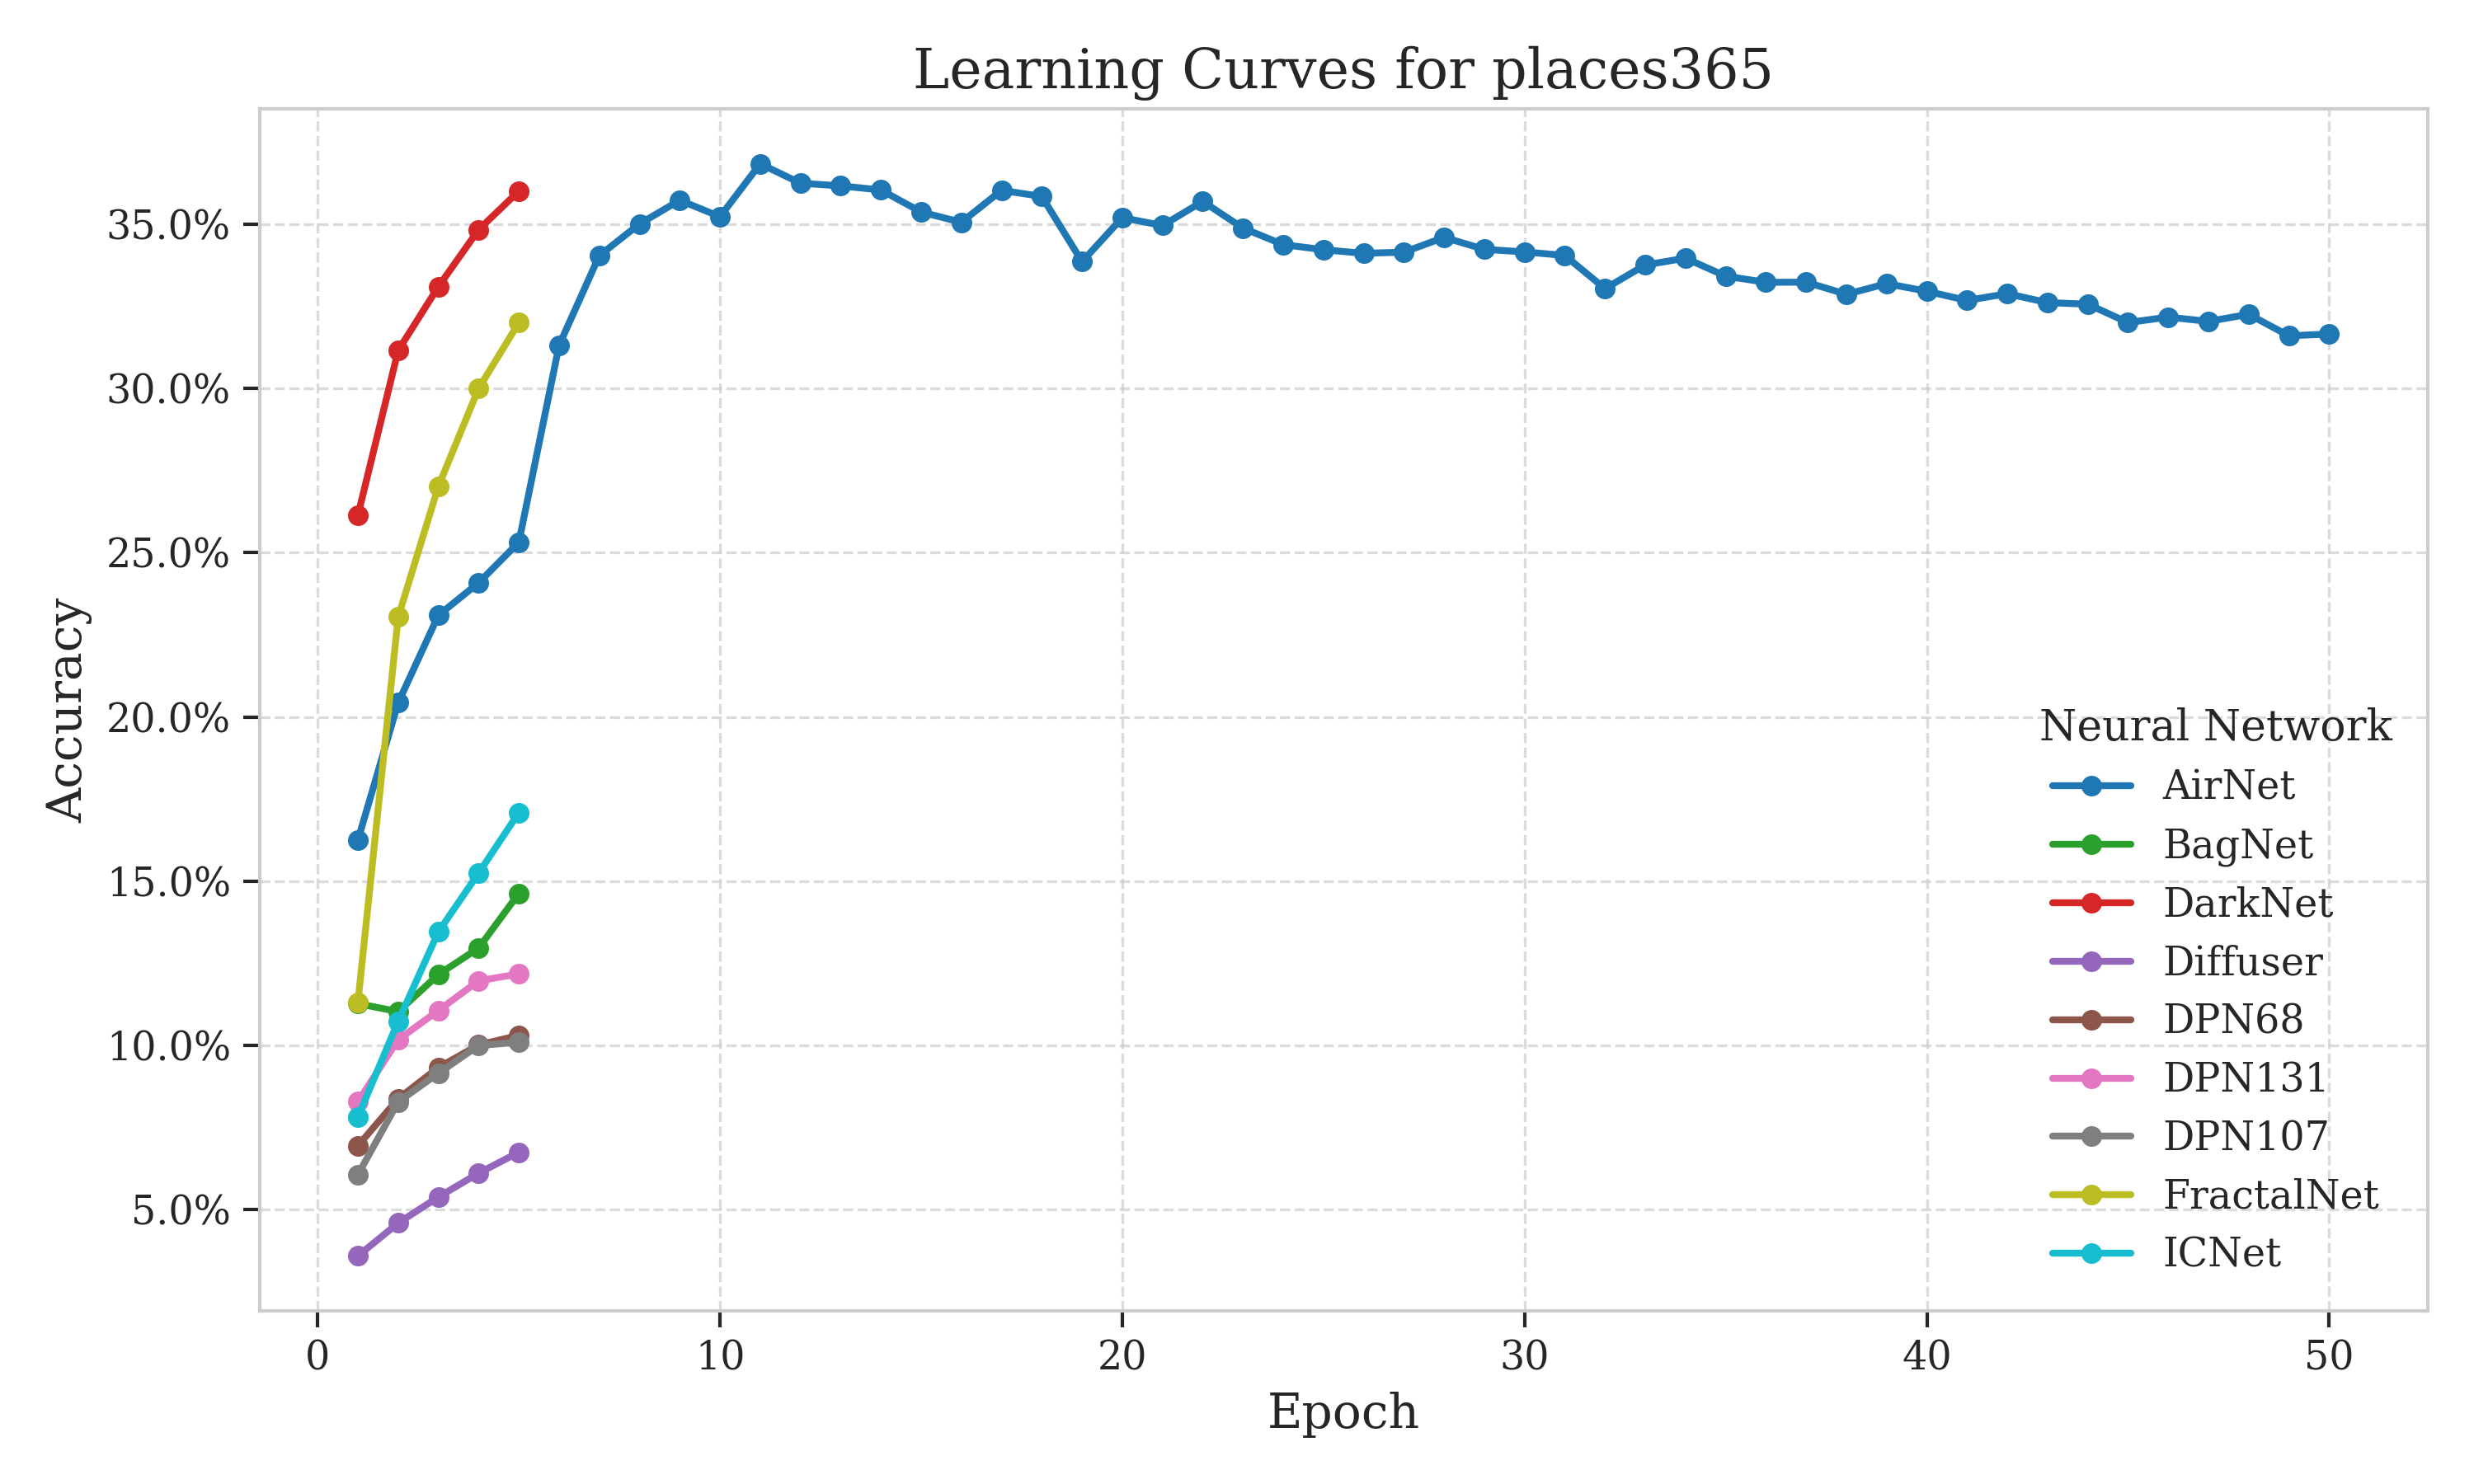 Learning Curves for places365
Accuracy
35.0%
30.0%
25.0%
20.0%
15.0%
10.0%
5.0%
0 10 20 30 40 50
Epoch
Neural Network
AirNet
BagNet
DarkNet
Diffuser
DPN68
DPN131
DPN107
FractalNet
ICNet